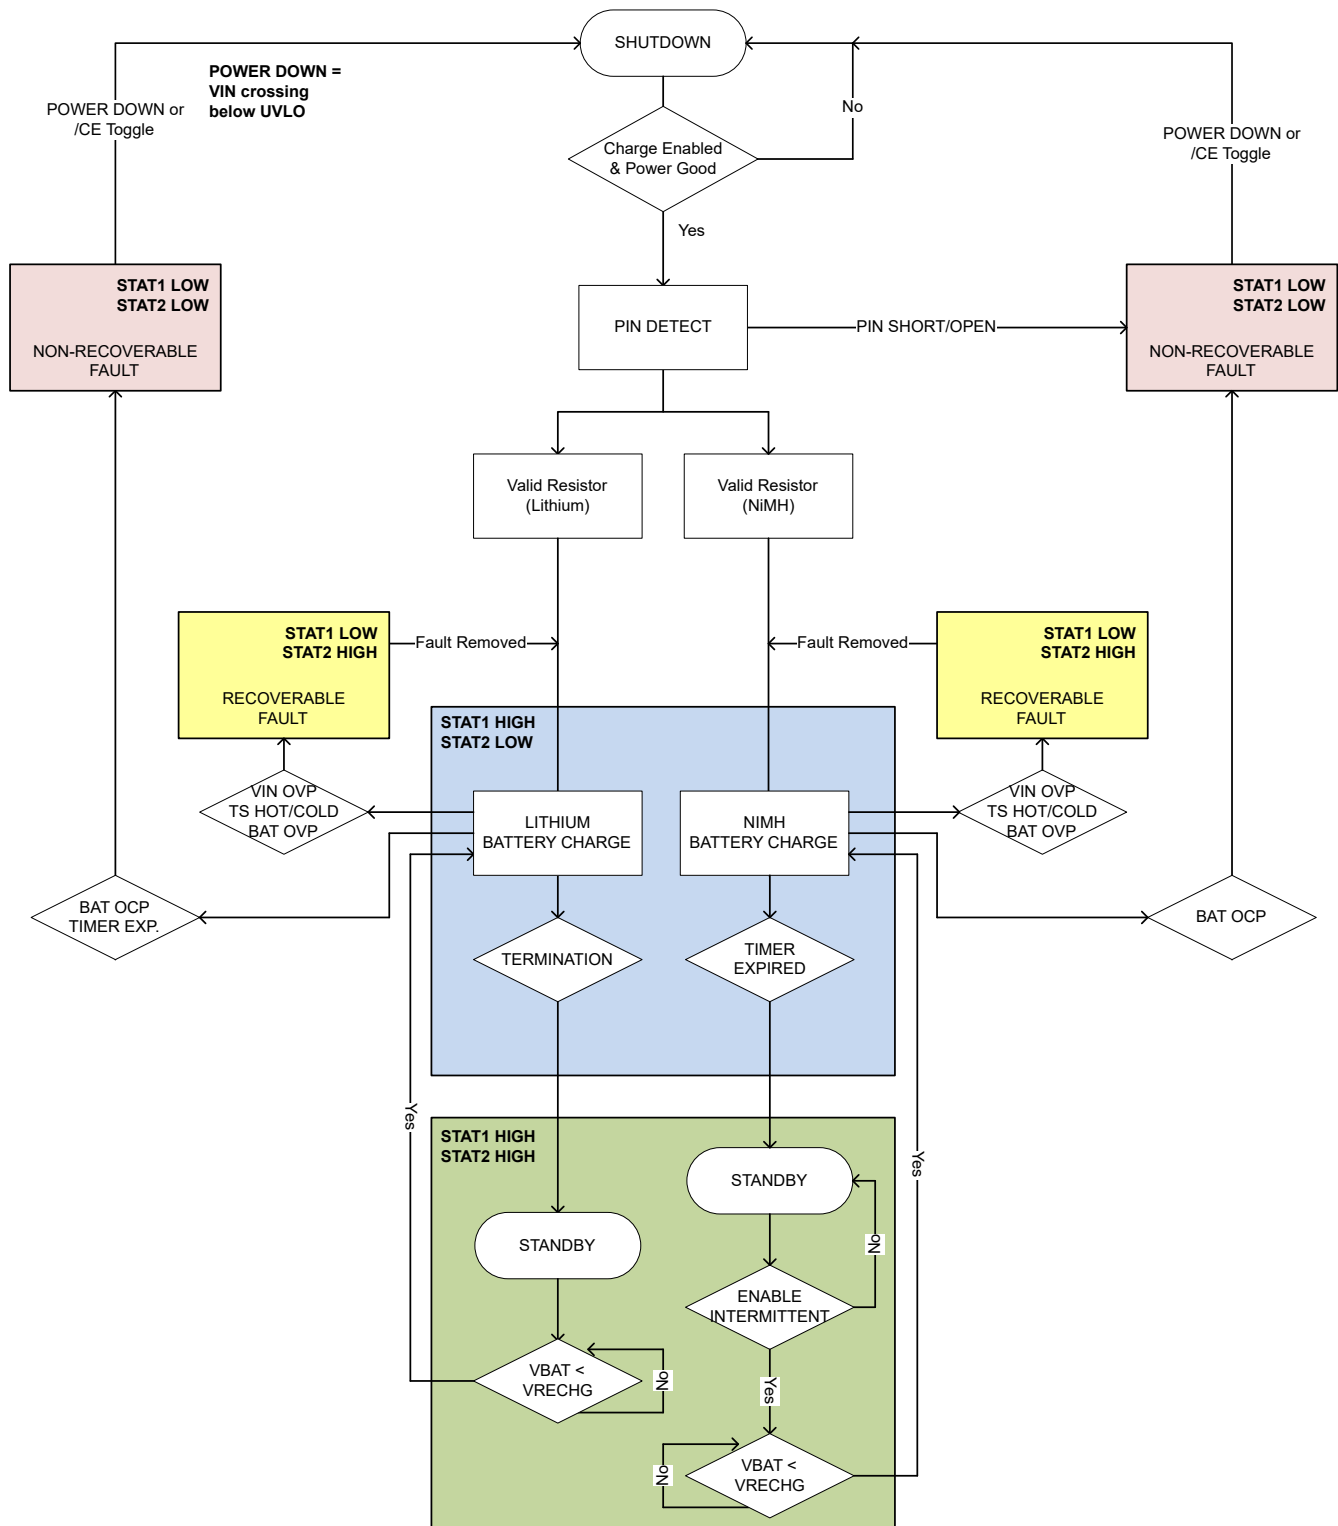 SHUTDOWN
POWER DOWN =
VIN crossing
below UVLO
POWER DOWN or
/CE Toggle
No
POWER DOWN or
/CE Toggle
Charge Enabled
& Power Good
Yes
STAT1 LOW
STAT2 LOW
NON-RECOVERABLE
FAULT
PIN DETECT
PIN SHORT/OPEN
STAT1 LOW
STAT2 LOW
NON-RECOVERABLE
FAULT
Valid Resistor
(Lithium)
Valid Resistor
(NiMH)
STAT1 LOW
STAT2 HIGH
RECOVERABLE
FAULT
Fault Removed
Fault Removed
STAT1 LOW
STAT2 HIGH
RECOVERABLE
FAULT
STAT1 HIGH
STAT2 LOW
VIN OVP
TS HOT/COLD
BAT OVP
LITHIUM
BATTERY CHARGE
NIMH
BATTERY CHARGE
VIN OVP
TS HOT/COLD
BAT OVP
BAT OCP
TIMER EXP.
BAT OCP
TERMINATION
TIMER
EXPIRED
Yes
STAT1 HIGH
STAT2 HIGH
Yes
STANDBY
STANDBY
No
ENABLE
INTERMITTENT
VBAT <
VRECHG
No
Yes
VBAT <
VRECHG
No